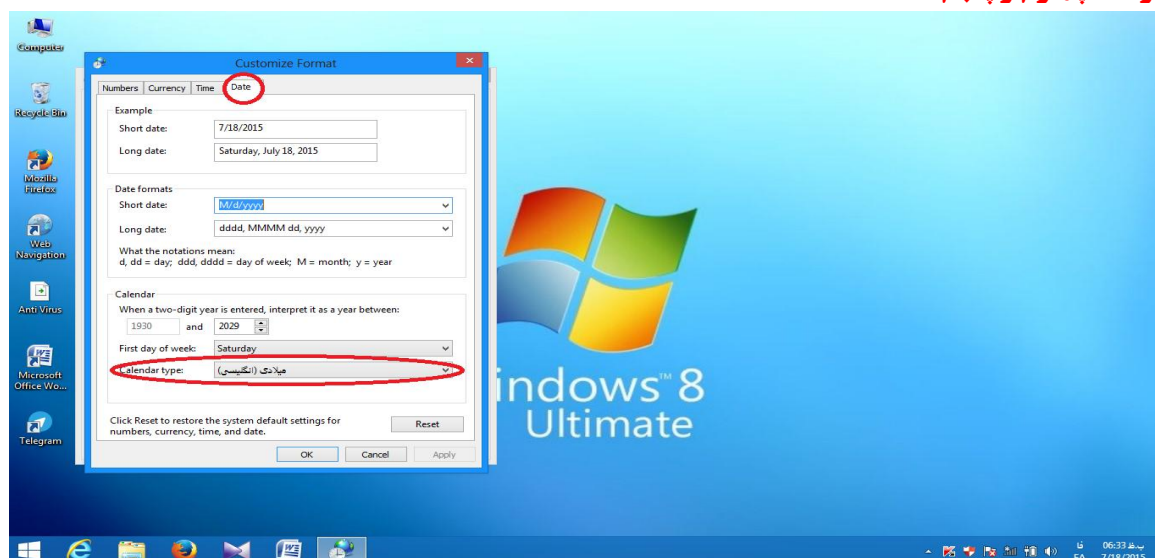 Computer
Recycle Bin
Mozilla
Firefox
Web
Navigation
Anti Virus
Microsoft
Office Wo...
Telegram
Customize Format
Numbers Currency Time Date
Example
Short date: 7/18/2015
Long date: Saturday, July 18, 2015
Date formats
Short date: M/d/yyyy
Long date: dddd, MMMM dd, yyyy
What the notations mean:
d, dd = day; ddd, dddd = day of week; M = month; y = year
Calendar
When a two-digit year is entered, interpret it as a year between:
1930 and 2029
First day of week: Saturday
Calendar type: میلادی (انگلیسی)
Click Reset to restore the system default settings for
numbers, currency, time, and date.
Reset
OK Cancel Apply
indows™ 8
Ultimate
فا 06:33 ب.ظ
FA 7/18/2015